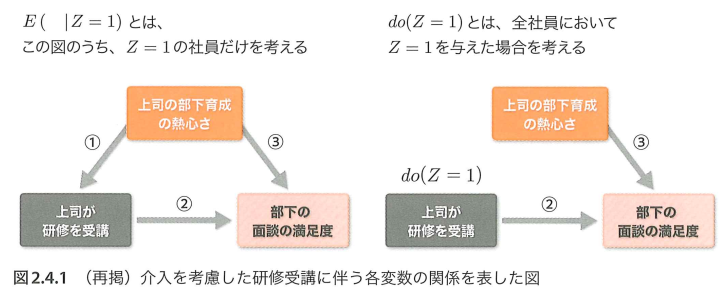 E( | Z = 1) とは、
この図のうち、Z = 1 の社員だけを考える
上司の部下育成
の熱心さ
①
③
上司が
研修を受講
②
部下の
面談の満足度
do(Z = 1) とは、全社員において
Z = 1 を与えた場合を考える
上司の部下育成
の熱心さ
③
do(Z = 1)
上司が
研修を受講
②
部下の
面談の満足度
図2.4.1 （再掲）介入を考慮した研修受講に伴う各変数の関係を表した図